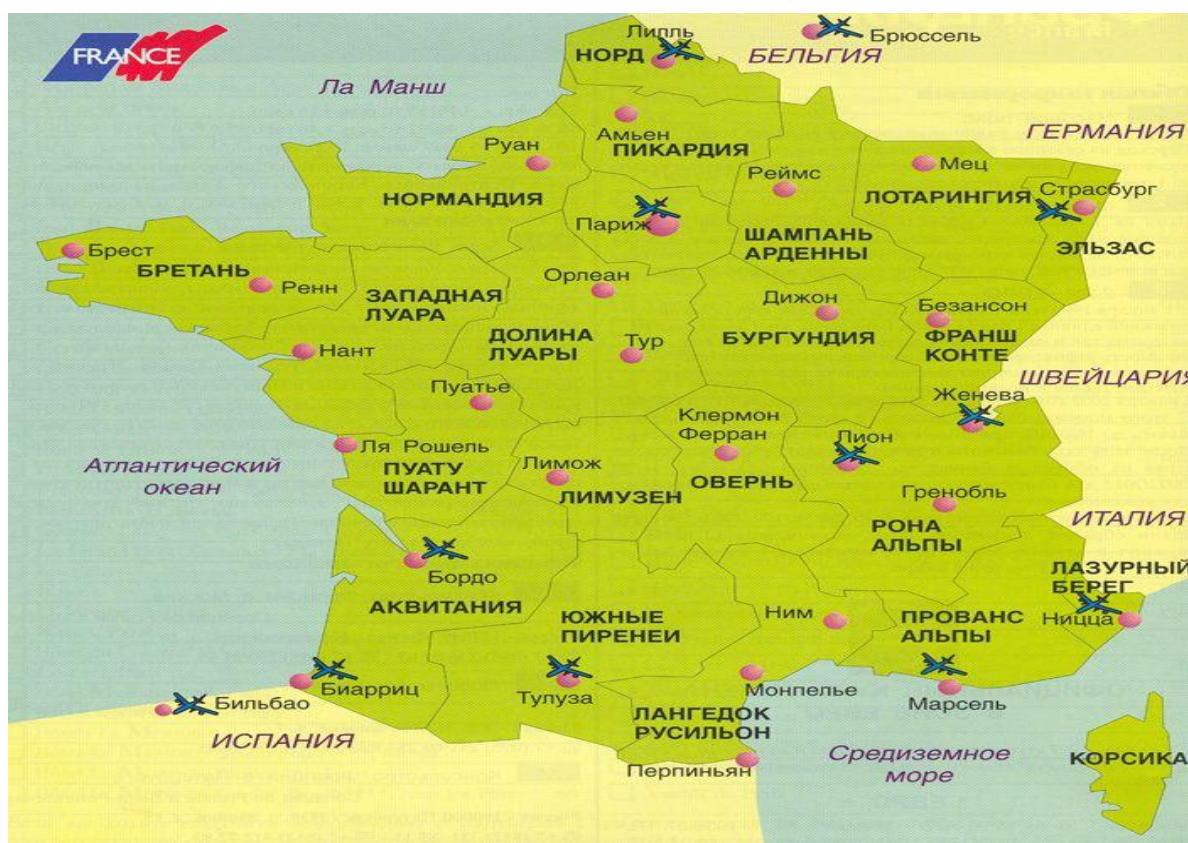 FRANCE
Лилль
НОРД
Брюссель
БЕЛЬГИЯ
Ла Манш
Амьен
ПИКАРДИЯ
ГЕРМАНИЯ
Руан
Реймс
Мец
НОРМАНДИЯ
ЛОТАРИНГИЯ
Страсбург
Париж
ШАМПАНЬ
АРДЕННЫ
ЭЛЬЗАС
Брест
БРЕТАНЬ
Ренн
Орлеан
ЗАПАДНАЯ
ЛУАРА
Дижон
Безансон
ДОЛИНА
ЛУАРЫ
Тур
БУРГУНДИЯ
ФРАНШ
КОНТЕ
Нант
ШВЕЙЦАРИЯ
Пуатье
Женева
Клермон
Ферран
Лион
Ля Рошель
Атлантический
океан
ПУАТУ
ШАРАНТ
Лимож
ЛИМУЗЕН
ОВЕРНЬ
Гренобль
РОНА
АЛЬПЫ
ИТАЛИЯ
Бордо
АКВИТАНИЯ
ЛАЗУРНЫЙ
БЕРЕГ
ЮЖНЫЕ
ПИРЕНЕИ
Ним
ПРОВАНС
АЛЬПЫ
Ницца
Биарриц
Бильбао
ИСПАНИЯ
Тулуза
Монпелье
Марсель
ЛАНГЕДОК
РУСИЛЬОН
Перпиньян
Средиземное
море
КОРСИКА